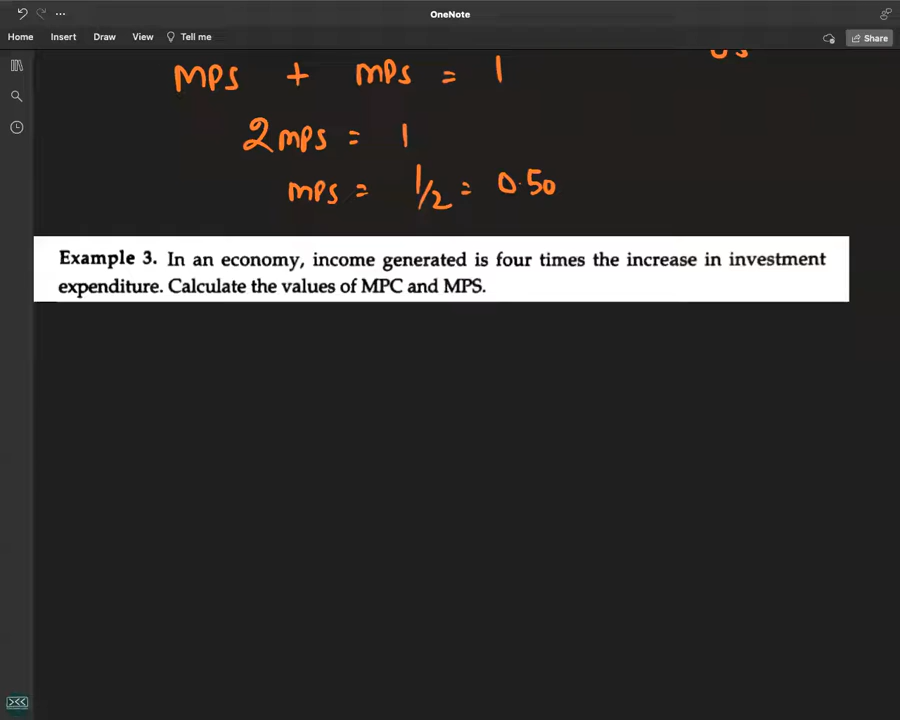 OneNote
Home Insert Draw View Tell me Share
MPS + MPS = 1
2MPS = 1
MPS = 1/2 = 0.50
Example 3. In an economy, income generated is four times the increase in investment
expenditure. Calculate the values of MPC and MPS.